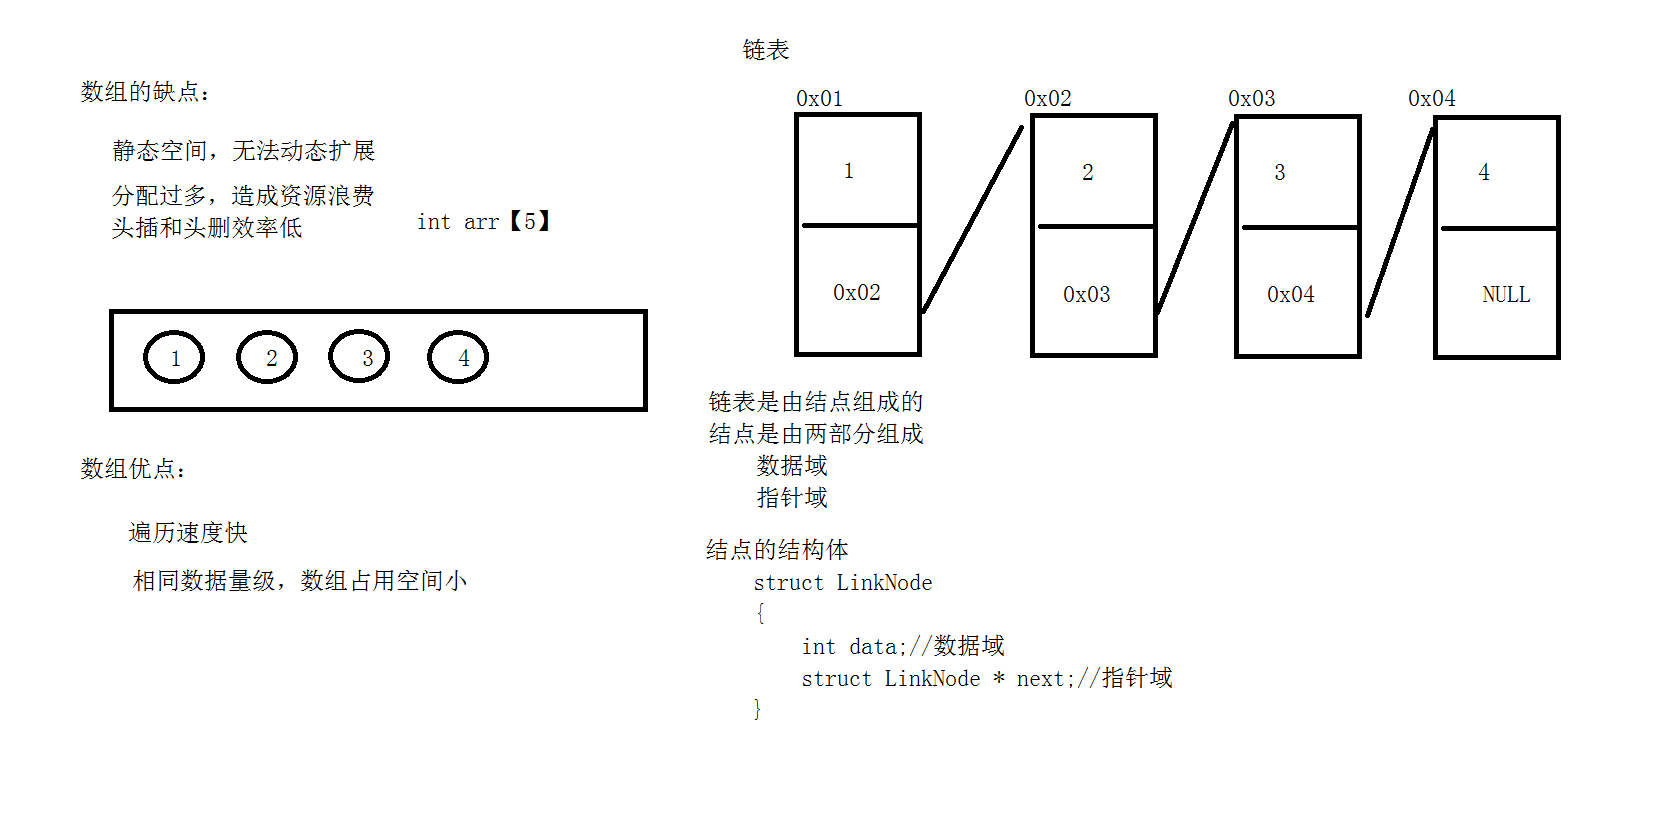 数组的缺点：
静态空间，无法动态扩展
分配过多，造成资源浪费
头插和头删效率低
int arr【5】
1 2 3 4
数组优点：
遍历速度快
相同数据量级，数组占用空间小
链表
0x01 0x02 0x03 0x04
1 2 3 4
0x02 0x03 0x04 NULL
链表是由结点组成的
结点是由两部分组成
数据域
指针域
结点的结构体
struct LinkNode
{
int data;//数据域
struct LinkNode * next;//指针域
}